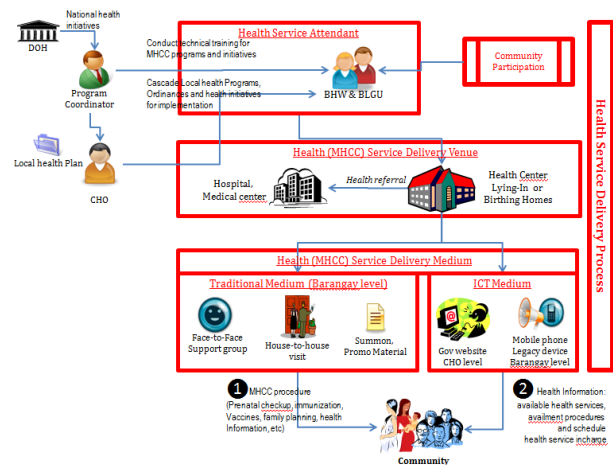 National health
initiatives
DOH
Program
Coordinator
Local health Plan
CHO
Health Service Attendant
Conduct technical training for
MHCC programs and initiatives
Cascade Local health Programs,
Ordinances and health initiatives
for implementation
BHW & BLGU
Community
Participation
Health Service Delivery Process
Health (MHCC) Service Delivery Venue
Hospital,
Medical center
Health referral
Health Center
Lying-In or
Birthing Homes
Health (MHCC) Service Delivery Medium
Traditional Medium (Barangay level)
Face-to-Face
Support group
House-to-house
visit
Summon,
Promo Material
ICT Medium
@
Gov website
CHO level
Mobile phone
Legacy device
Barangay level
1 MHCC procedure
(Prenatal checkup, immunization,
Vaccines, family planning, health
Information, etc)
2 Health Information:
available health services,
availment procedures
and schedule
health service incharge
Community